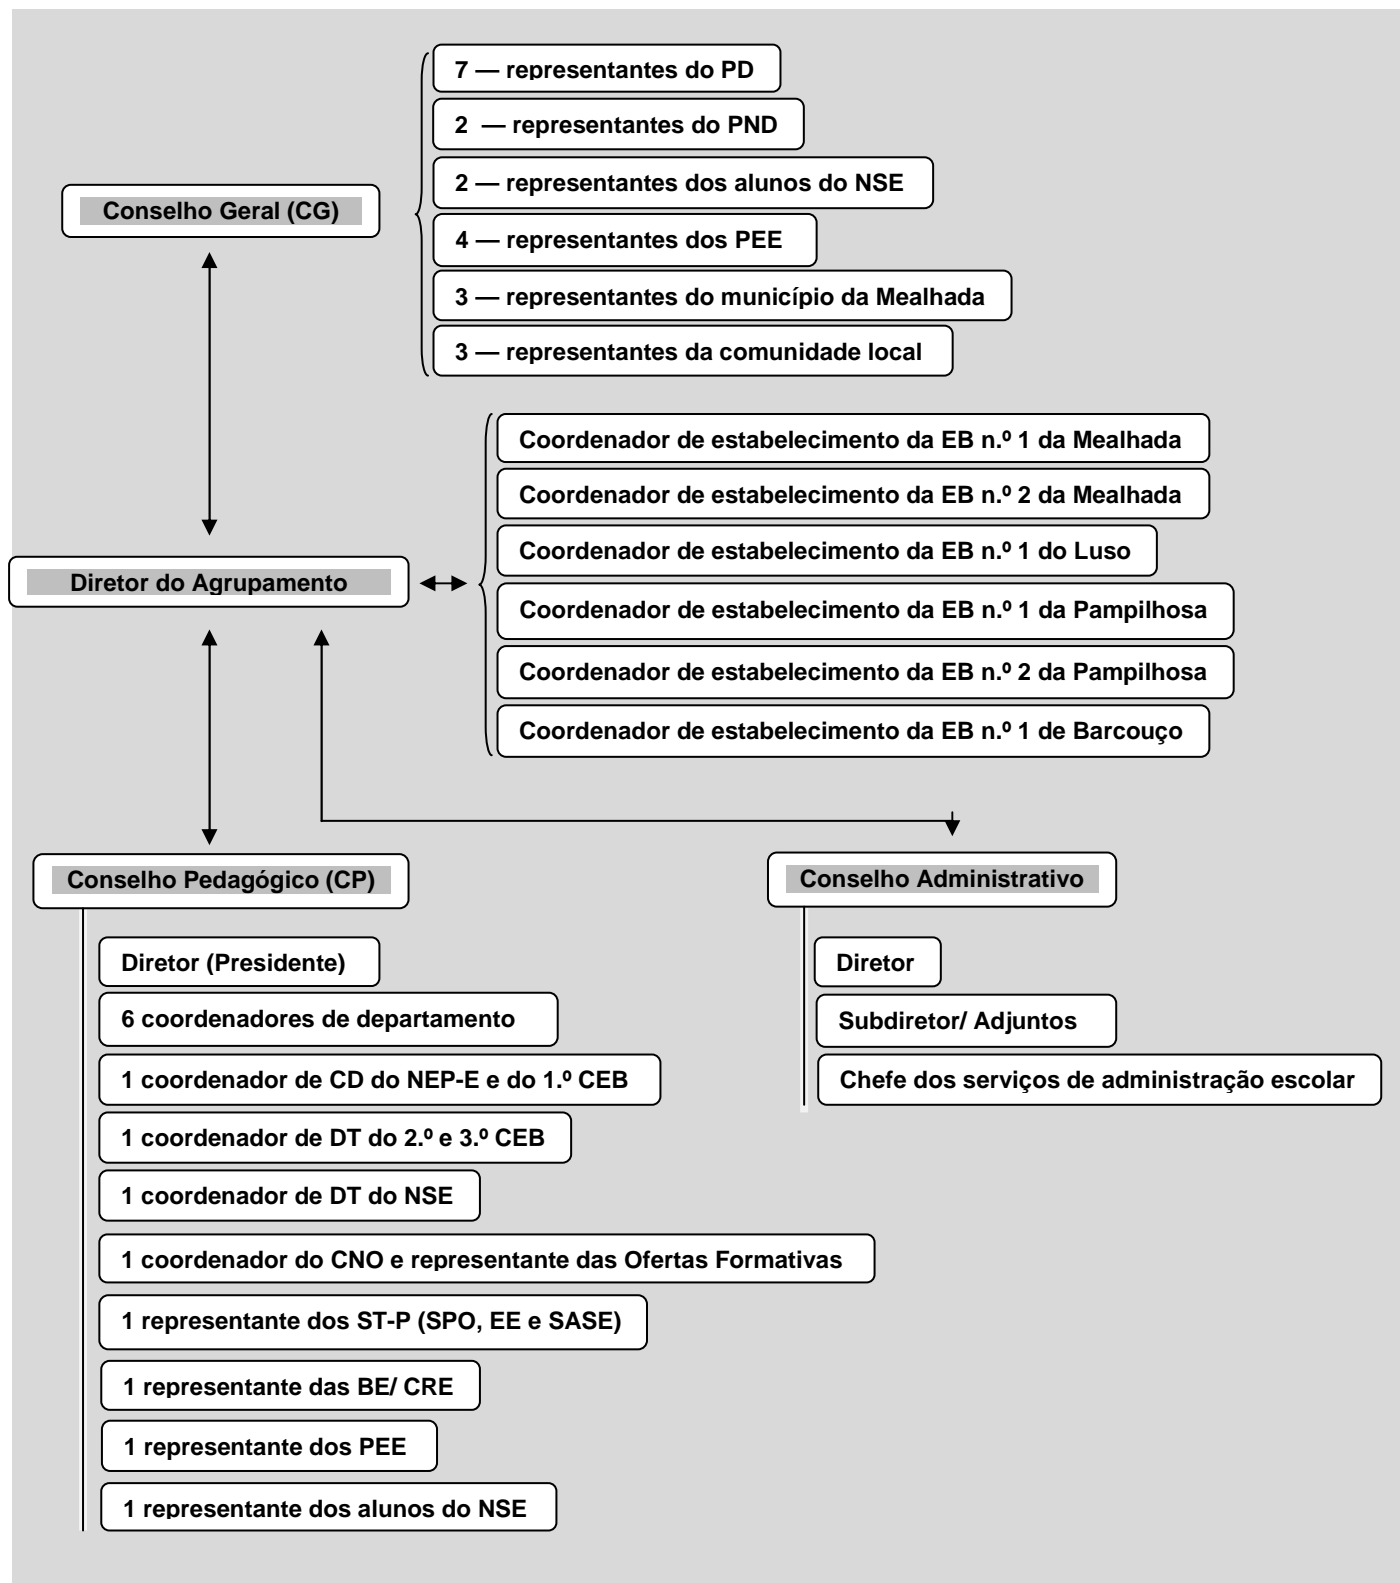 7 — representantes do PD
2 — representantes do PND
2 — representantes dos alunos do NSE
Conselho Geral (CG)
4 — representantes dos PEE
3 — representantes do município da Mealhada
3 — representantes da comunidade local
Coordenador de estabelecimento da EB n.º 1 da Mealhada
Coordenador de estabelecimento da EB n.º 2 da Mealhada
Coordenador de estabelecimento da EB n.º 1 do Luso
Diretor do Agrupamento
Coordenador de estabelecimento da EB n.º 1 da Pampilhosa
Coordenador de estabelecimento da EB n.º 2 da Pampilhosa
Coordenador de estabelecimento da EB n.º 1 de Barcouço
Conselho Pedagógico (CP)
Diretor (Presidente)
6 coordenadores de departamento
1 coordenador de CD do NEP-E e do 1.º CEB
1 coordenador de DT do 2.º e 3.º CEB
1 coordenador de DT do NSE
1 coordenador do CNO e representante das Ofertas Formativas
1 representante dos ST-P (SPO, EE e SASE)
1 representante das BE/ CRE
1 representante dos PEE
1 representante dos alunos do NSE
Conselho Administrativo
Diretor
Subdiretor/ Adjuntos
Chefe dos serviços de administração escolar